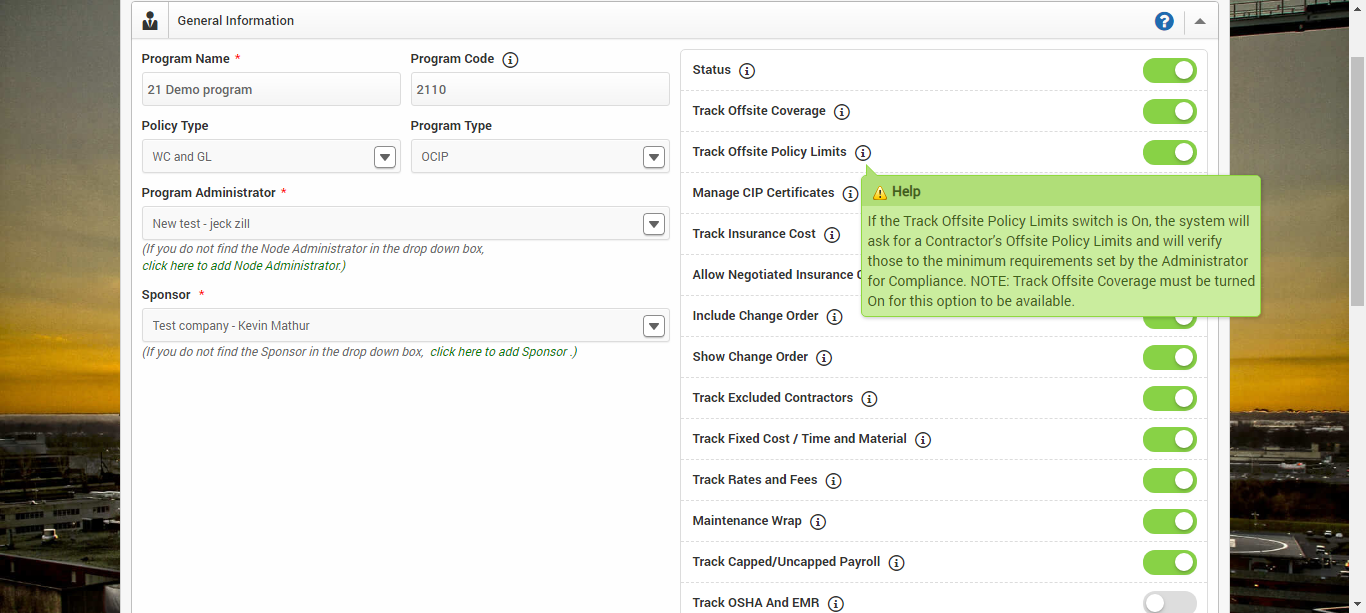 General Information
Program Name *
Program Code
21 Demo program
2110
Policy Type
Program Type
WC and GL
OCIP
Program Administrator *
New test - jeck zill
(If you do not find the Node Administrator in the drop down box,
click here to add Node Administrator.)
Sponsor *
Test company - Kevin Mathur
(If you do not find the Sponsor in the drop down box, click here to add Sponsor .)
Status
Track Offsite Coverage
Track Offsite Policy Limits
Manage CIP Certificates
Track Insurance Cost
Allow Negotiated Insurance
Include Change Order
Show Change Order
Track Excluded Contractors
Track Fixed Cost / Time and Material
Track Rates and Fees
Maintenance Wrap
Track Capped/Uncapped Payroll
Track OSHA And EMR
Help
If the Track Offsite Policy Limits switch is On, the system will
ask for a Contractor's Offsite Policy Limits and will verify
those to the minimum requirements set by the Administrator
for Compliance. NOTE: Track Offsite Coverage must be turned
On for this option to be available.